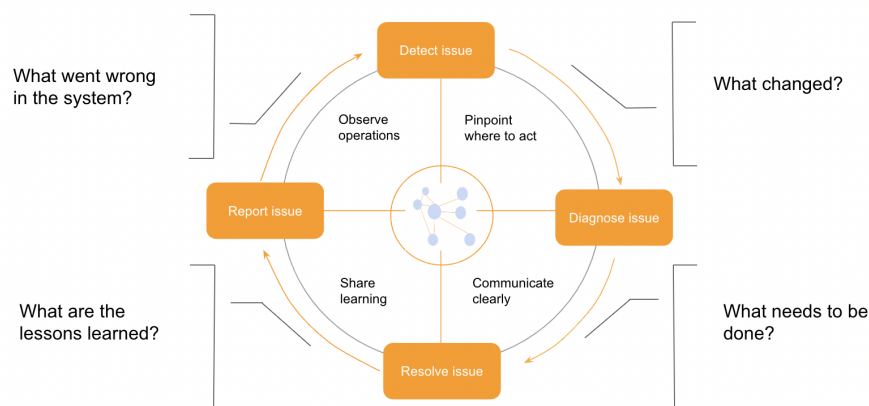 Detect issue
What went wrong
in the system?
What changed?
Observe
operations
Pinpoint
where to act
Report issue
Diagnose issue
Share
learning
Communicate
clearly
What are the
lessons learned?
What needs to be
done?
Resolve issue